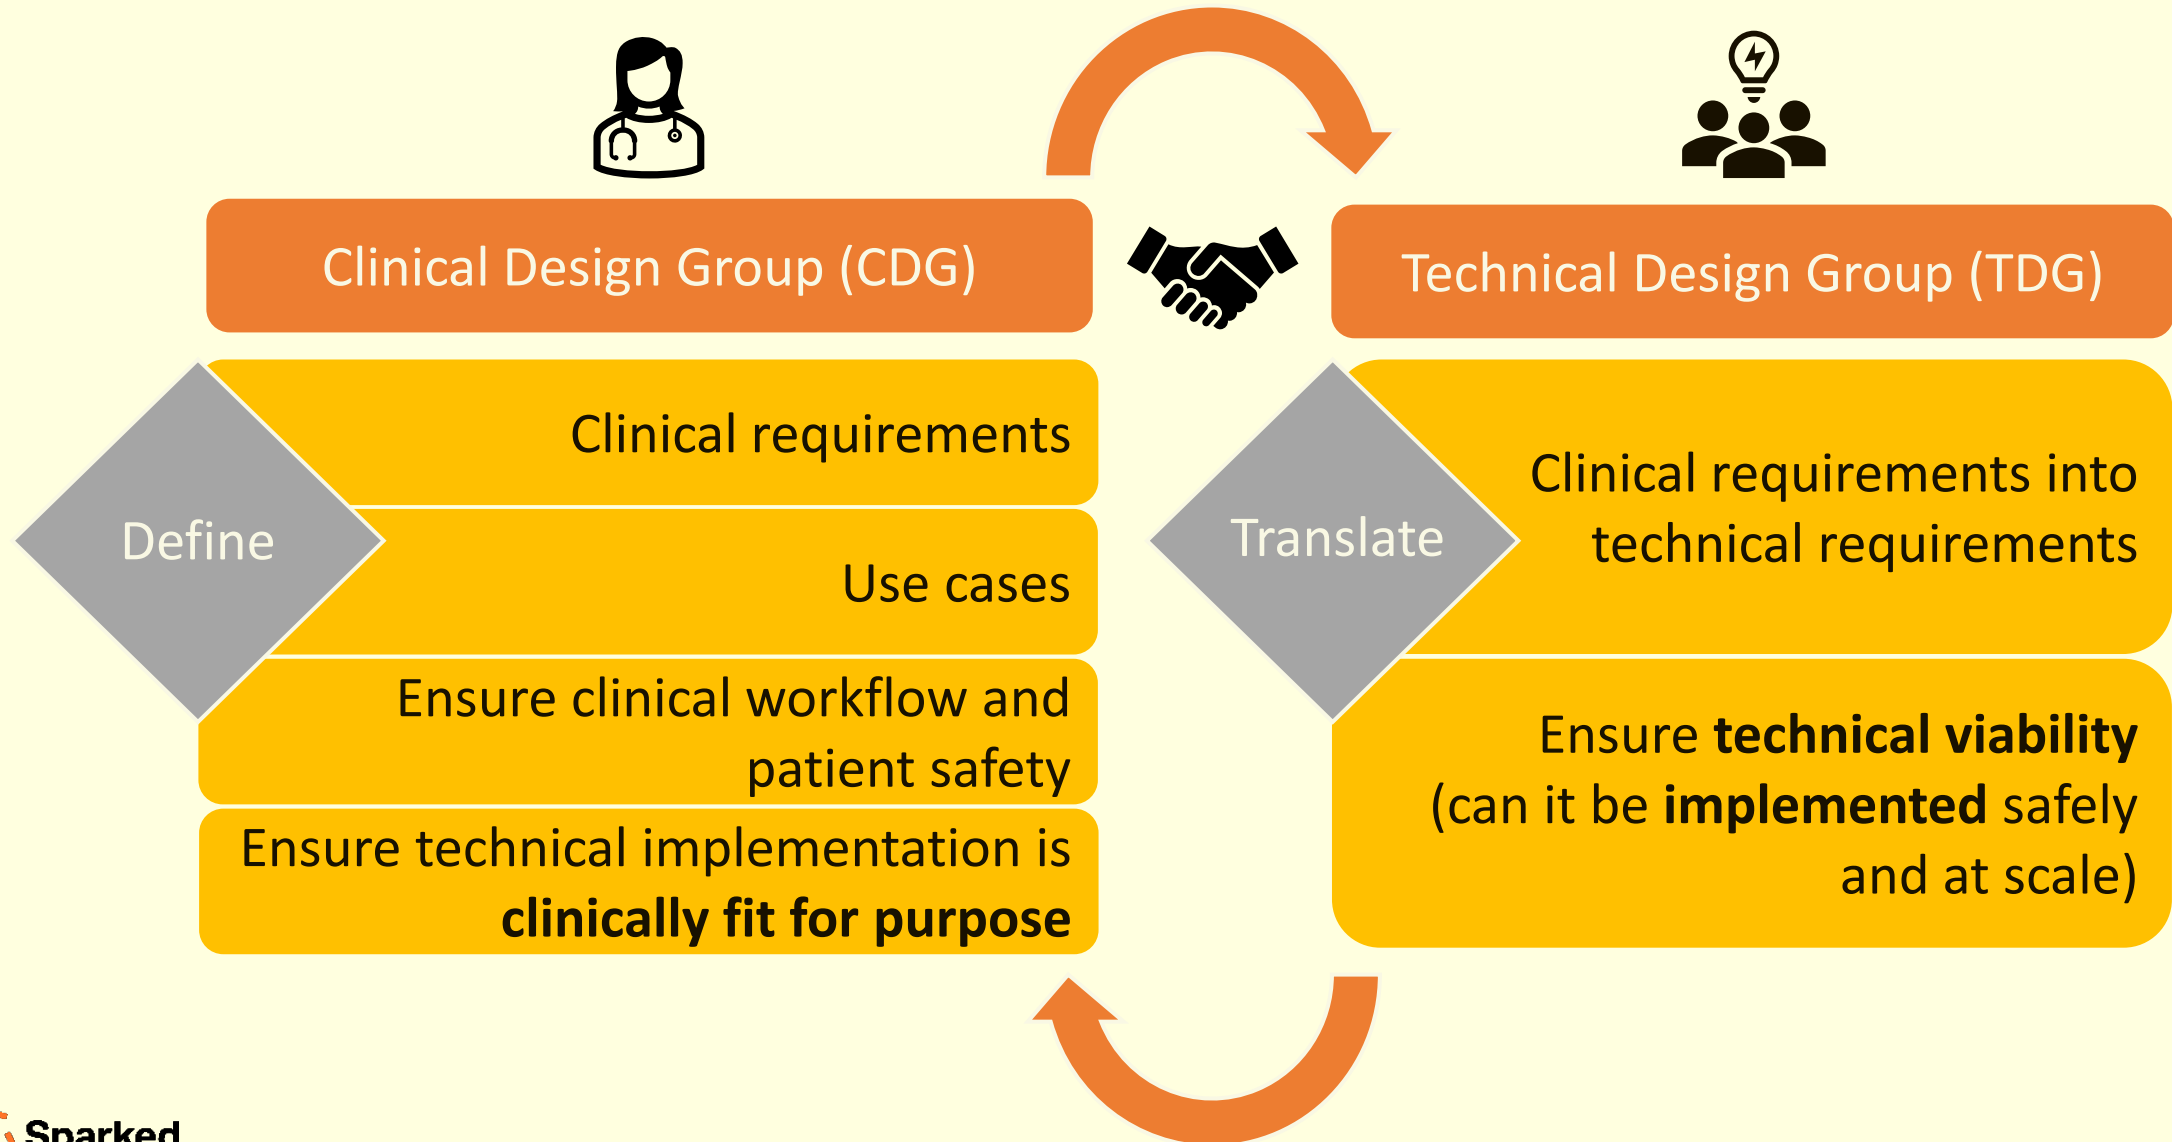 Clinical Design Group (CDG)
Define
Clinical requirements
Use cases
Ensure clinical workflow and
patient safety
Ensure technical implementation is
clinically fit for purpose
Technical Design Group (TDG)
Translate
Clinical requirements into
technical requirements
Ensure technical viability
(can it be implemented safely
and at scale)
Sparked